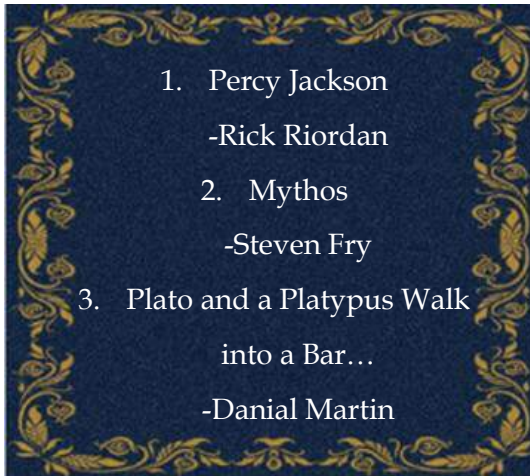 1. Percy Jackson
-Rick Riordan
2. Mythos
-Steven Fry
3. Plato and a Platypus Walk
into a Bar…
-Danial Martin